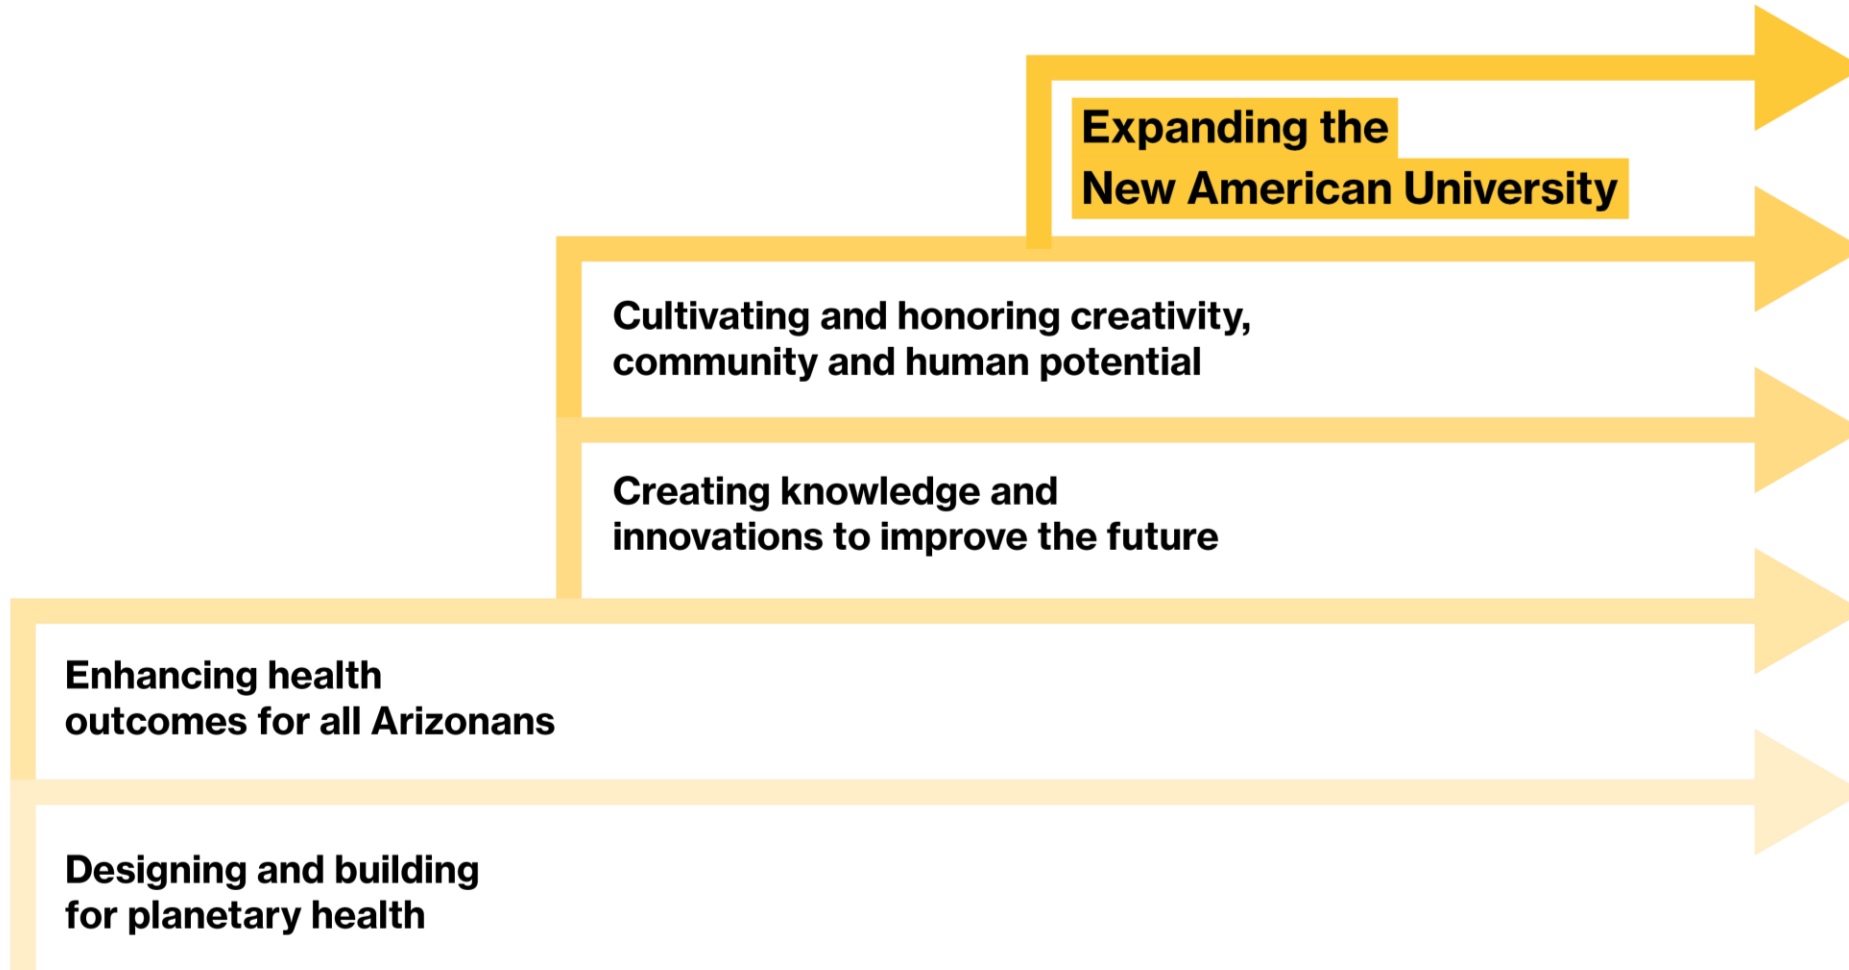 Expanding the
New American University
Cultivating and honoring creativity,
community and human potential
Creating knowledge and
innovations to improve the future
Enhancing health
outcomes for all Arizonans
Designing and building
for planetary health